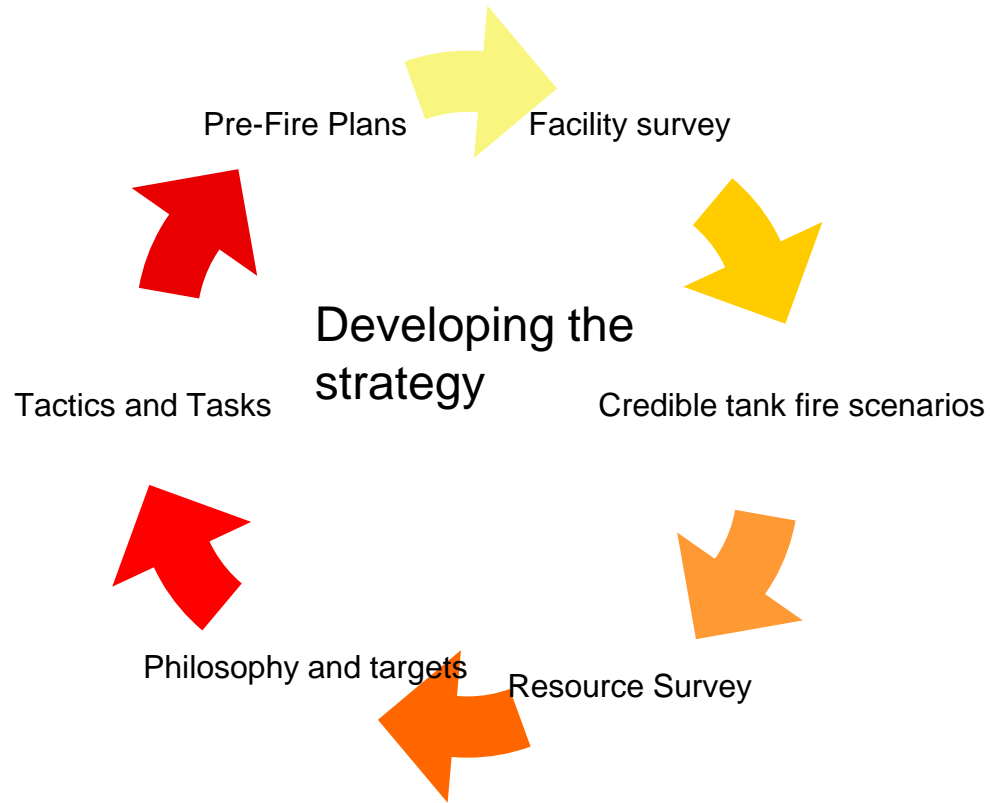 Pre-Fire Plans
Facility survey
Developing the
strategy
Tactics and Tasks
Credible tank fire scenarios
Philosophy and targets
Resource Survey